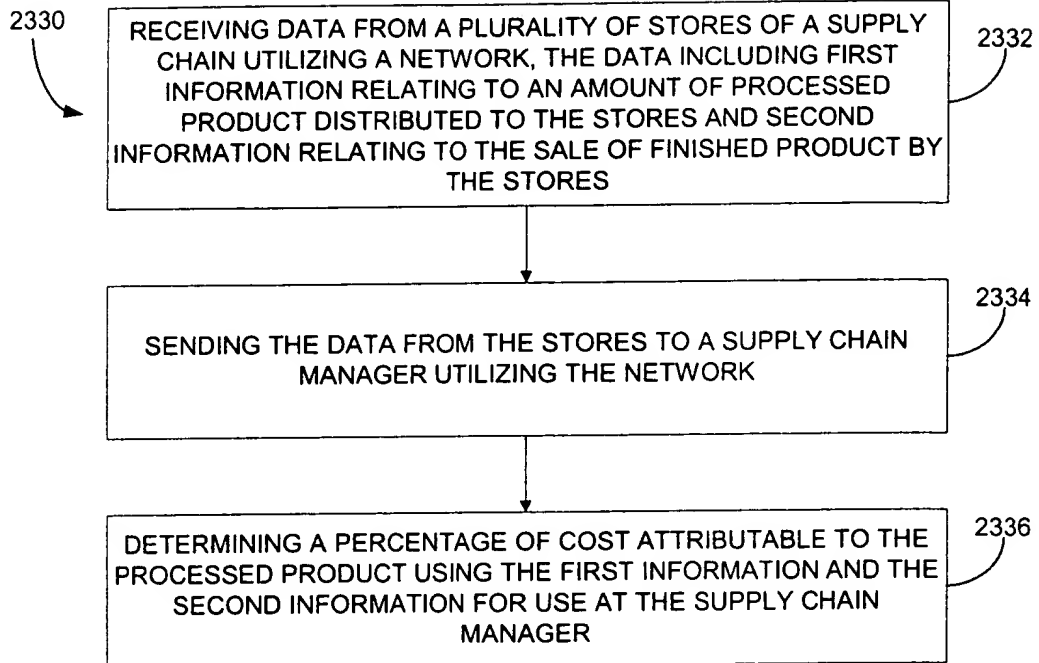 2330
RECEIVING DATA FROM A PLURALITY OF STORES OF A SUPPLY
CHAIN UTILIZING A NETWORK, THE DATA INCLUDING FIRST
INFORMATION RELATING TO AN AMOUNT OF PROCESSED
PRODUCT DISTRIBUTED TO THE STORES AND SECOND
INFORMATION RELATING TO THE SALE OF FINISHED PRODUCT BY
THE STORES
2332
SENDING THE DATA FROM THE STORES TO A SUPPLY CHAIN
MANAGER UTILIZING THE NETWORK
2334
DETERMINING A PERCENTAGE OF COST ATTRIBUTABLE TO THE
PROCESSED PRODUCT USING THE FIRST INFORMATION AND THE
SECOND INFORMATION FOR USE AT THE SUPPLY CHAIN
MANAGER
2336